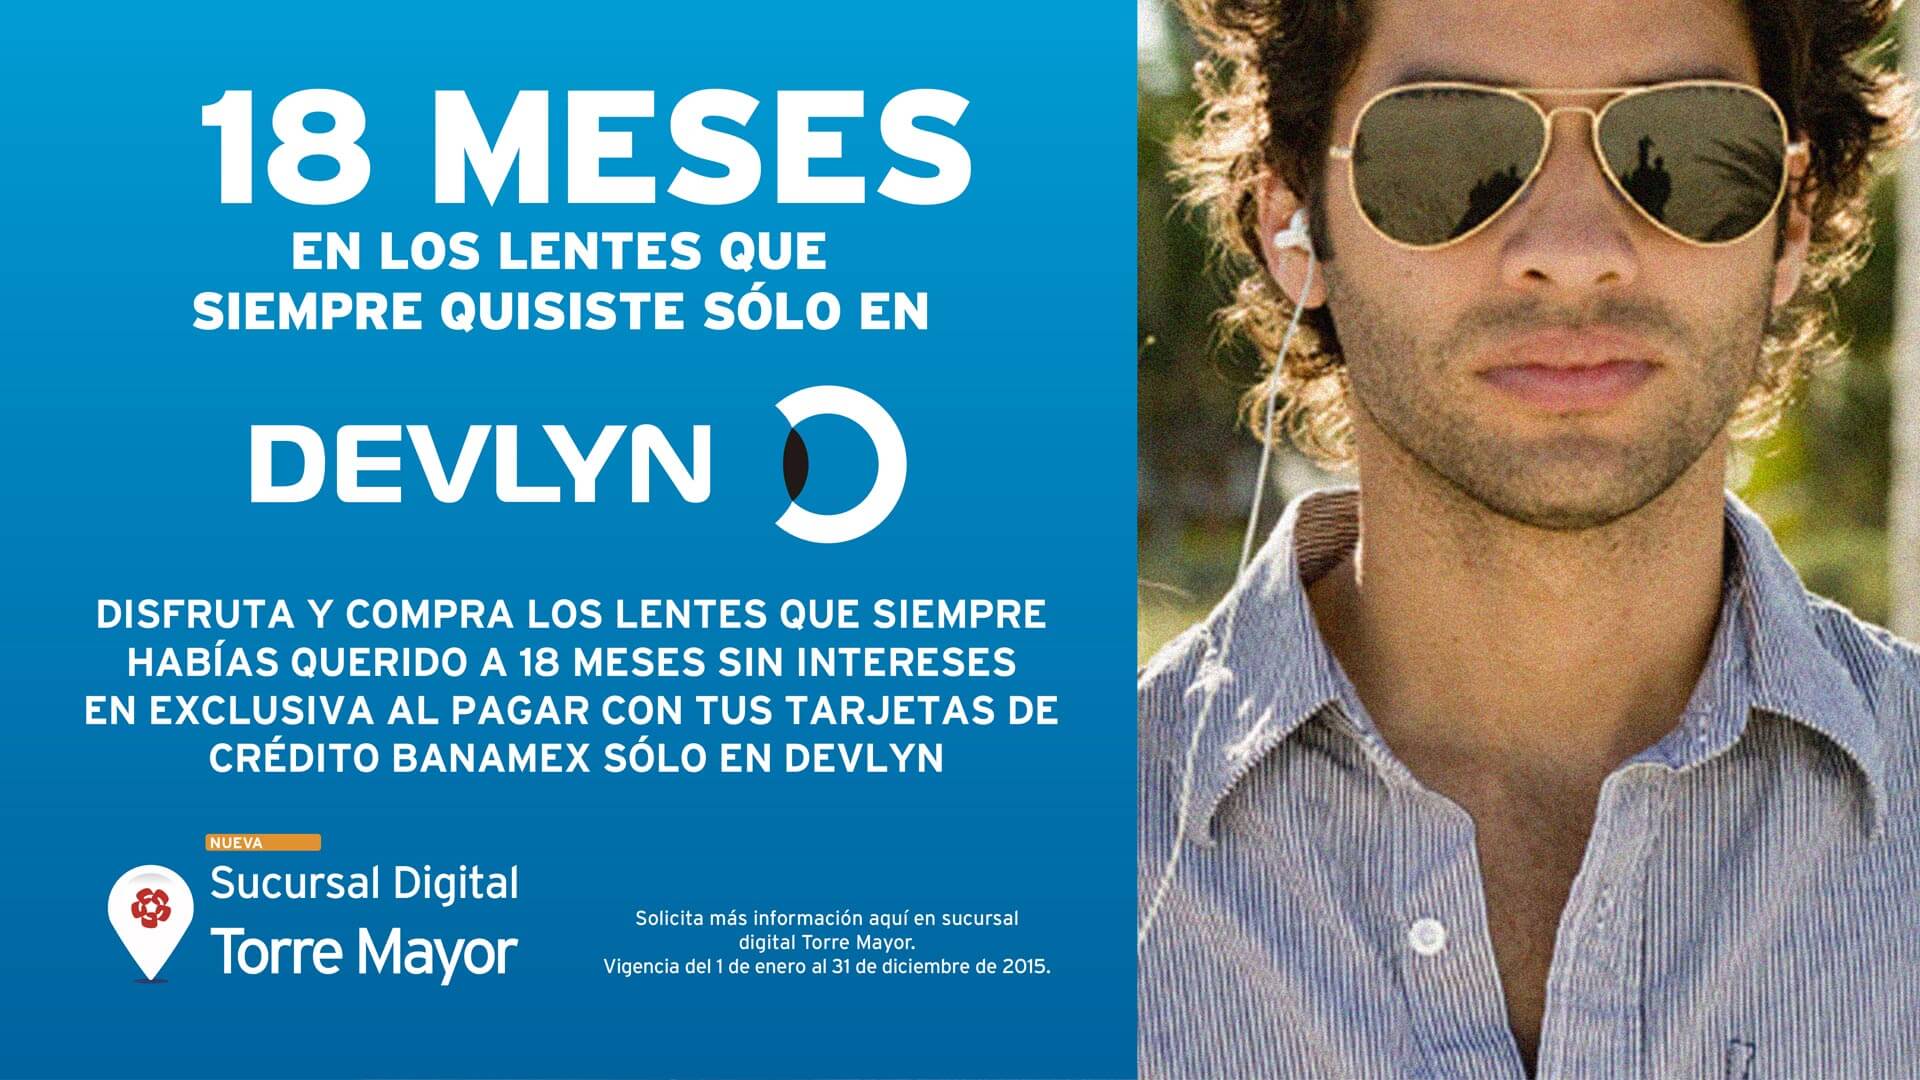 18 MESES
EN LOS LENTES QUE
SIEMPRE QUISISTE SÓLO EN
DEVLYN
DISFRUTA Y COMPRA LOS LENTES QUE SIEMPRE
HABÍAS QUERIDO A 18 MESES SIN INTERESES
EN EXCLUSIVA AL PAGAR CON TUS TARJETAS DE
CRÉDITO BANAMEX SÓLO EN DEVLYN
NUEVA
Sucursal Digital
Torre Mayor
Solicita más información aquí en sucursal
digital Torre Mayor.
Vigencia del 1 de enero al 31 de diciembre de 2015.